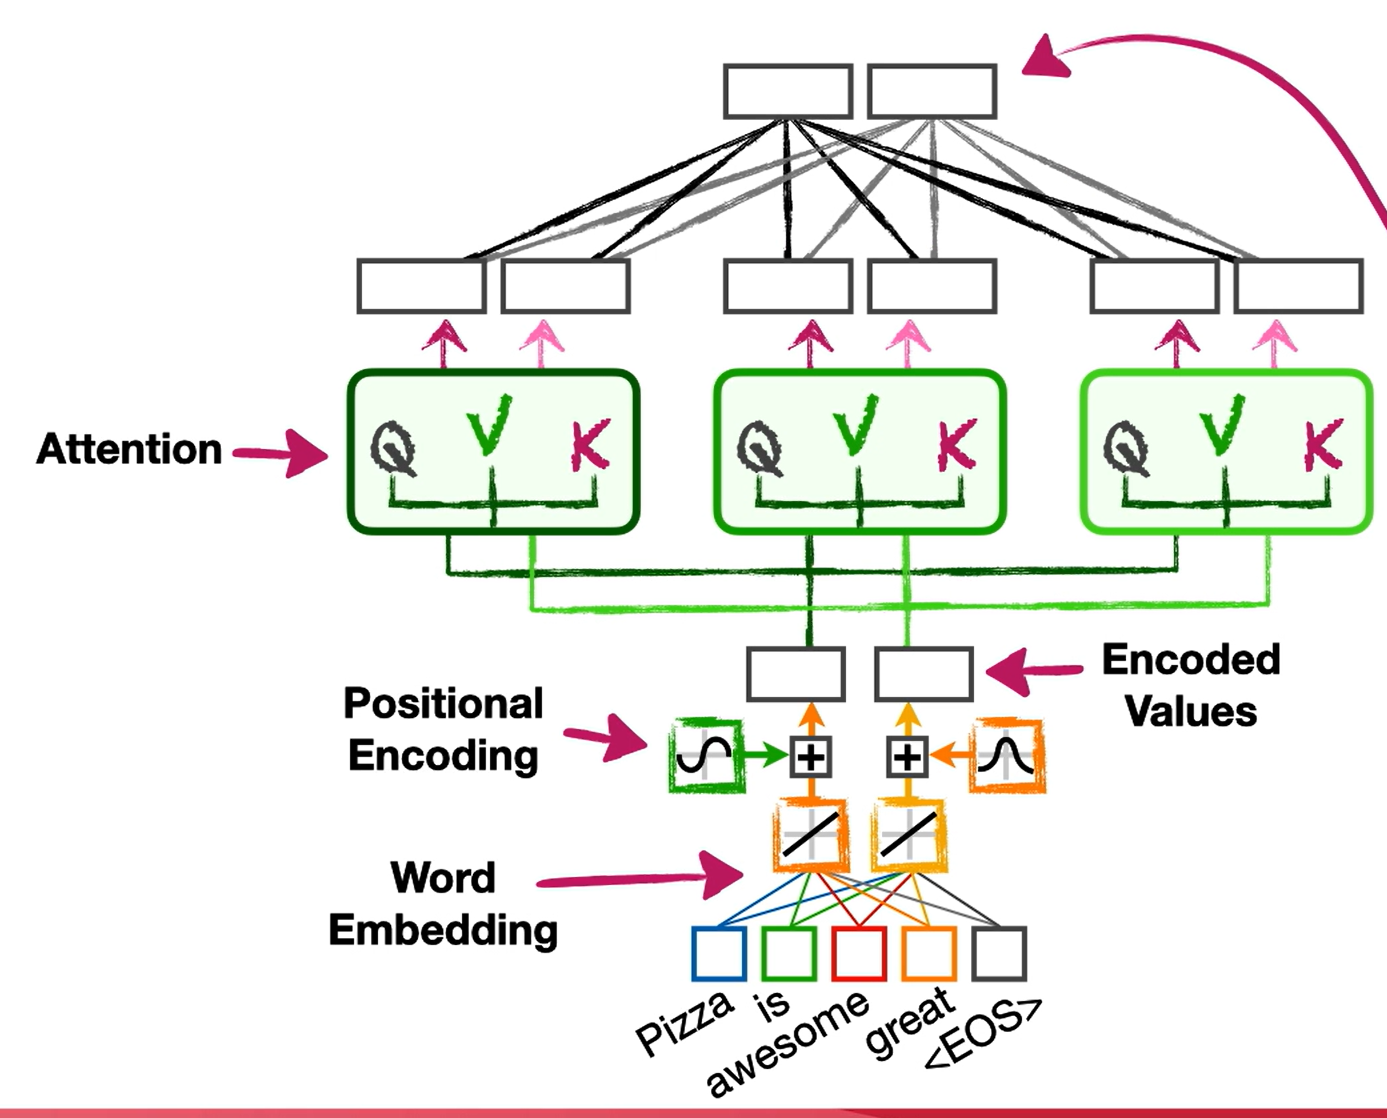 Attention
Q V K
Q V K
Q V K
Encoded
Values
Positional
Encoding
+ +
Word
Embedding
Pizza
is
awesome
great
<EOS>